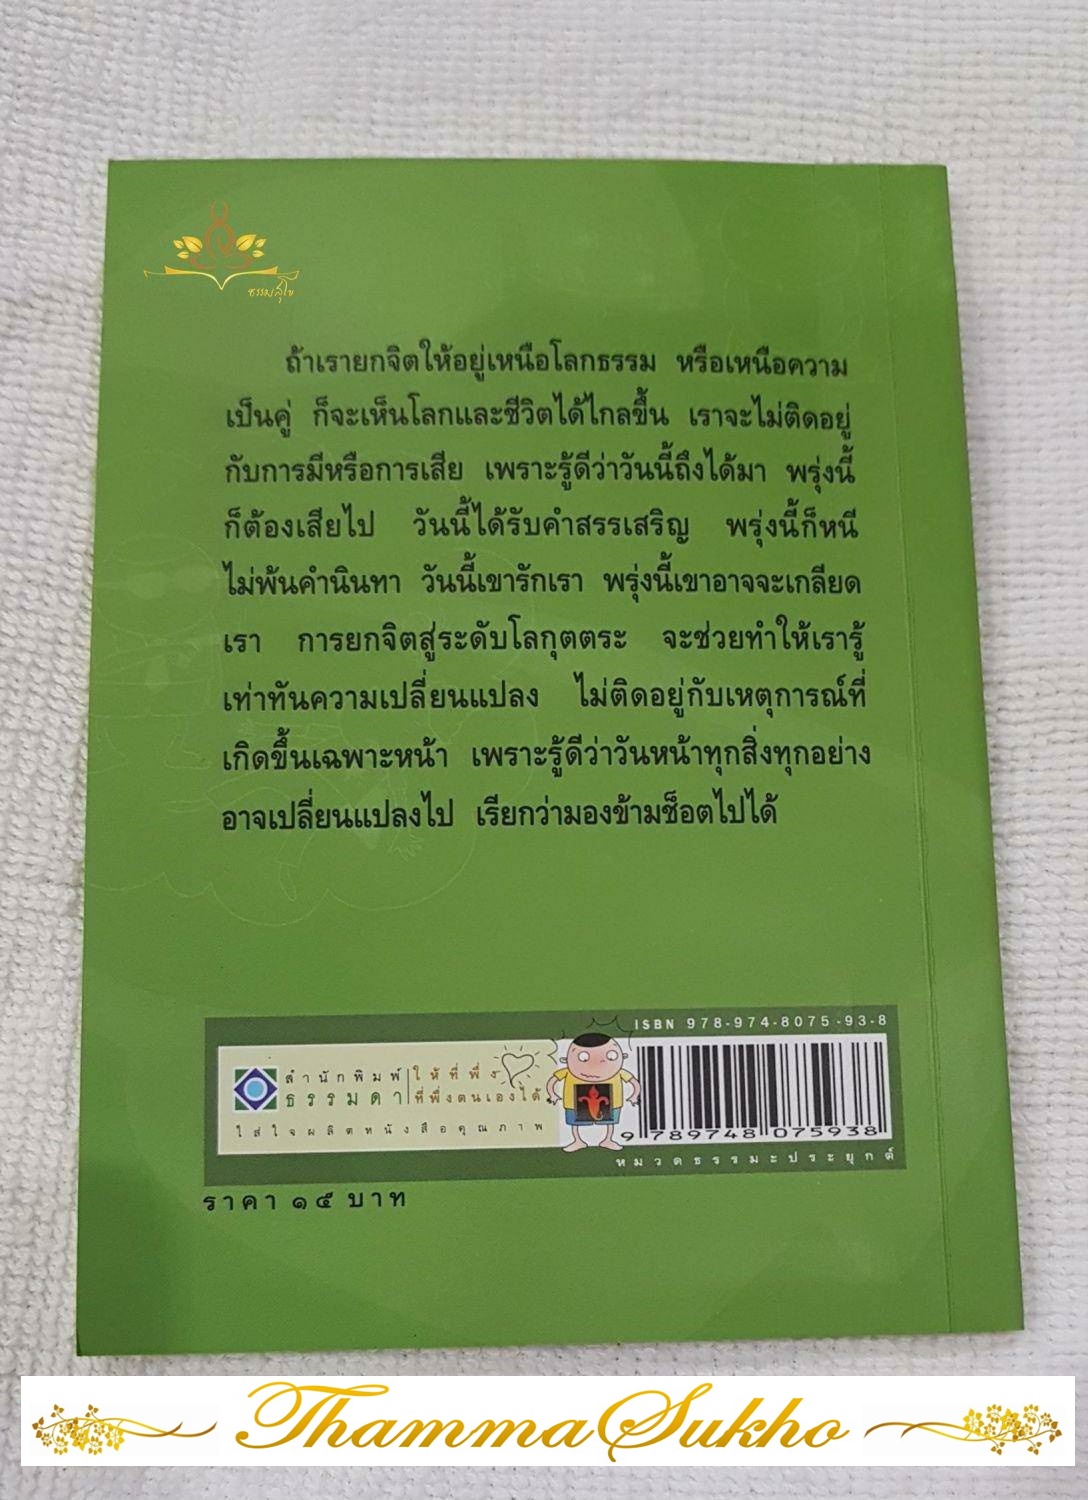 ธรรมสุโข
ถ้าเรายกจิตให้อยู่เหนือโลกธรรม หรือเหนือความ
เป็นคู่ ก็จะเห็นโลกและชีวิตได้ไกลขึ้น เราจะไม่ติดอยู่
กับการมีหรือการเสีย เพราะรู้ดีว่าวันนี้ถึงได้มา พรุ่งนี้
ก็ต้องเสียไป วันนี้ได้รับคำสรรเสริญ พรุ่งนี้ก็หนี
ไม่พ้นคำนินทา วันนี้เขารักเรา พรุ่งนี้เขาอาจจะเกลียด
เรา การยกจิตสู่ระดับโลกุตตระ จะช่วยทำให้เรารู้
เท่าทันความเปลี่ยนแปลง ไม่ติดอยู่กับเหตุการณ์ที่
เกิดขึ้นเฉพาะหน้า เพราะรู้ดีว่าวันหน้าทุกสิ่งทุกอย่าง
อาจเปลี่ยนแปลงไป เรียกว่ามองข้ามช็อตไปได้
ISBN 978-974-8075-93-8
สำนักพิมพ์ ให้ที่พึ่ง
ธรรมดา ที่พึ่งตนเองได้
ใส่ใจผลิตหนังสือคุณภาพ
9 789748 075938
หมวดธรรมะประยุกต์
ราคา ๑๕ บาท
ThammaSukho